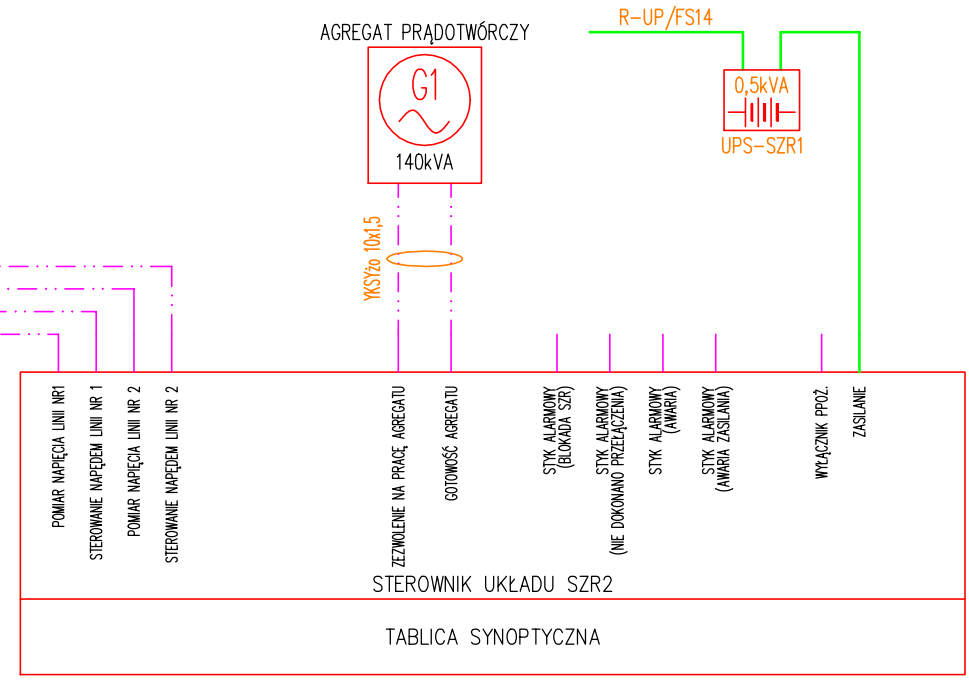 R-UP/FS14
AGREGAT PRĄDOTWÓRCZY
G1
140kVA
0,5kVA
UPS-SZR1
YKSYżo 10x1,5
POMIAR NAPIĘCIA LINII NR1
STEROWANIE NAPĘDEM LINII NR 1
POMIAR NAPIĘCIA LINII NR 2
STEROWANIE NAPĘDEM LINII NR 2
ZEZWOLENIE NA PRACĘ AGREGATU
GOTOWOŚĆ AGREGATU
STYK ALARMOWY
(BLOKADA SZR)
STYK ALARMOWY
(NIE DOKONANO PRZEŁĄCZENIA)
STYK ALARMOWY
(AWARIA)
STYK ALARMOWY
(AWARIA ZASILANIA)
WYŁĄCZNIK PPOŻ.
ZASILANIE
STEROWNIK UKŁADU SZR2
TABLICA SYNOPTYCZNA